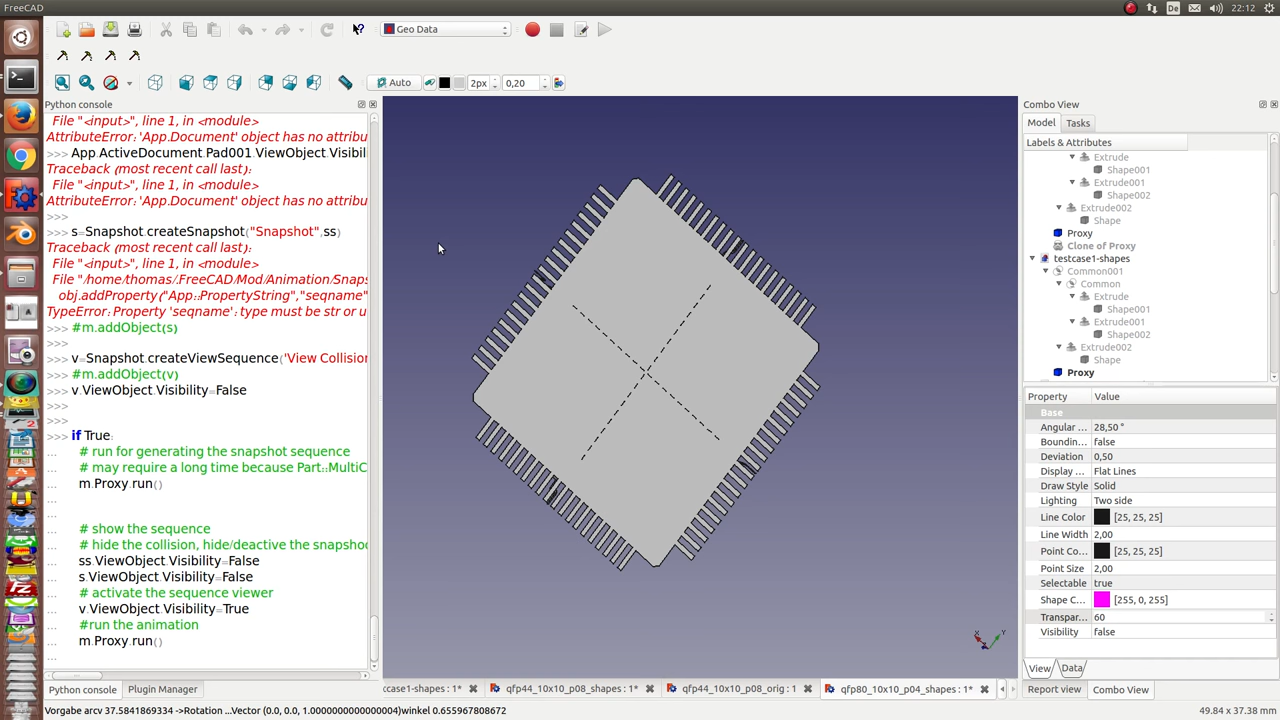 FreeCAD
De
22:12
Geo Data
Auto
2px
0,20
Python console
File "<input>", line 1, in <module>
AttributeError: 'App.Document' object has no attribu
>>> App.ActiveDocument.Pad001.ViewObject.Visibil
Traceback (most recent call last):
File "<input>", line 1, in <module>
File "<input>", line 1, in <module>
AttributeError: 'App.Document' object has no attribu
>>>
>>> s=Snapshot.createSnapshot("Snapshot",ss)
Traceback (most recent call last):
File "<input>", line 1, in <module>
File "/home/thomas/.FreeCAD/Mod/Animation/Snaps
obj.addProperty("App::PropertyString","seqname"
TypeError: Property 'seqname': type must be str or u
>>> #m.addObject(s)
>>>
>>> v=Snapshot.createViewSequence('View Collision
>>> #m.addObject(v)
>>> v.ViewObject.Visibility=False
>>>
>>>
>>> if True:
... # run for generating the snapshot sequence
... # may require a long time because Part::MultiC
... m.Proxy.run()
...
...
... # show the sequence
... # hide the collision, hide/deactive the snapshot
... ss.ViewObject.Visibility=False
... s.ViewObject.Visibility=False
... # activate the sequence viewer
... v.ViewObject.Visibility=True
... #run the animation
... m.Proxy.run()
...
Python console
Plugin Manager
X
Y
Z
:case1-shapes : 1*
qfp44_10x10_p08_shapes : 1*
qfp44_10x10_p08_orig : 1
qfp80_10x10_p04_shapes : 1*
Combo View
Model
Tasks
Labels & Attributes
Extrude
Shape001
Extrude001
Shape002
Extrude002
Shape
Proxy
Clone of Proxy
testcase1-shapes
Common001
Common
Extrude
Shape001
Extrude001
Shape002
Extrude002
Shape
Proxy
Property Value
Base
Angular ... 28,50 °
Boundin... false
Deviation 0,50
Display ... Flat Lines
Draw Style Solid
Lighting Two side
Line Color [25, 25, 25]
Line Width 2,00
Point Co... [25, 25, 25]
Point Size 2,00
Selectable true
Shape C... [255, 0, 255]
Transpar... 60
Visibility false
View
Data
Report view
Combo View
Vorgabe arcv 37.5841869334 ->Rotation ...Vector (0.0, 0.0, 1.0000000000000004)winkel 0.655967808672
49.84 x 37.38 mm